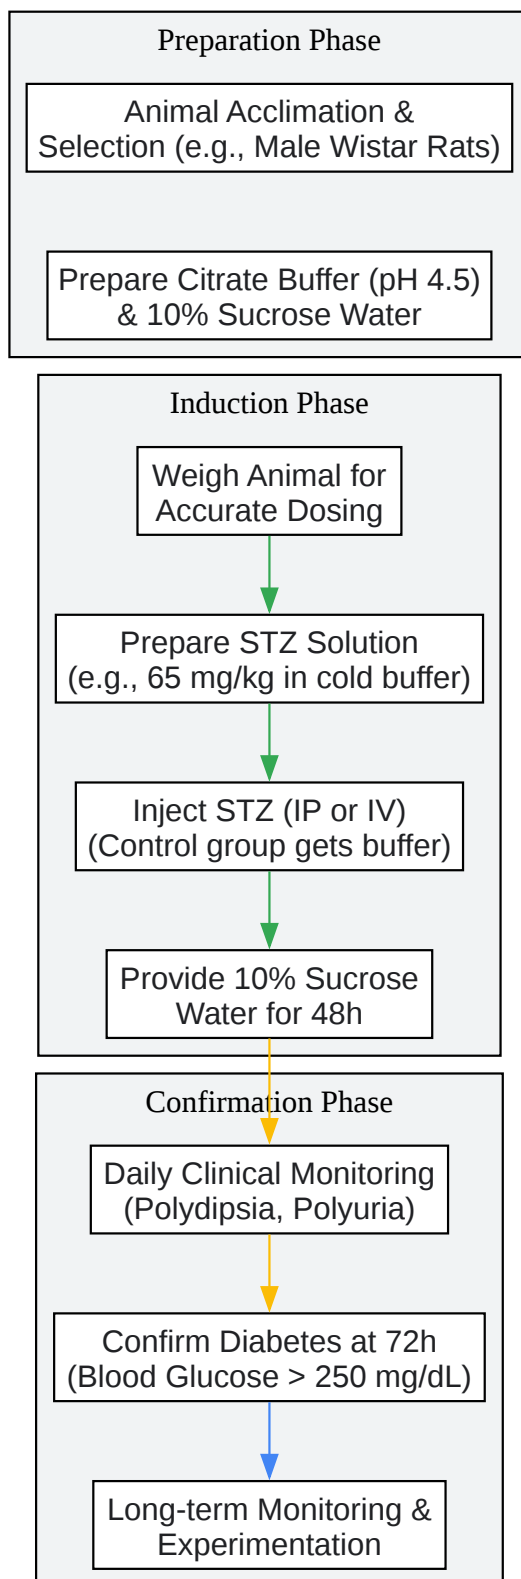 Preparation Phase
Animal Acclimation &
Selection (e.g., Male Wistar Rats)
Prepare Citrate Buffer (pH 4.5)
& 10% Sucrose Water
Induction Phase
Weigh Animal for
Accurate Dosing
Prepare STZ Solution
(e.g., 65 mg/kg in cold buffer)
Inject STZ (IP or IV)
(Control group gets buffer)
Provide 10% Sucrose
Water for 48h
Confirmation Phase
Daily Clinical Monitoring
(Polydipsia, Polyuria)
Confirm Diabetes at 72h
(Blood Glucose > 250 mg/dL)
Long-term Monitoring &
Experimentation